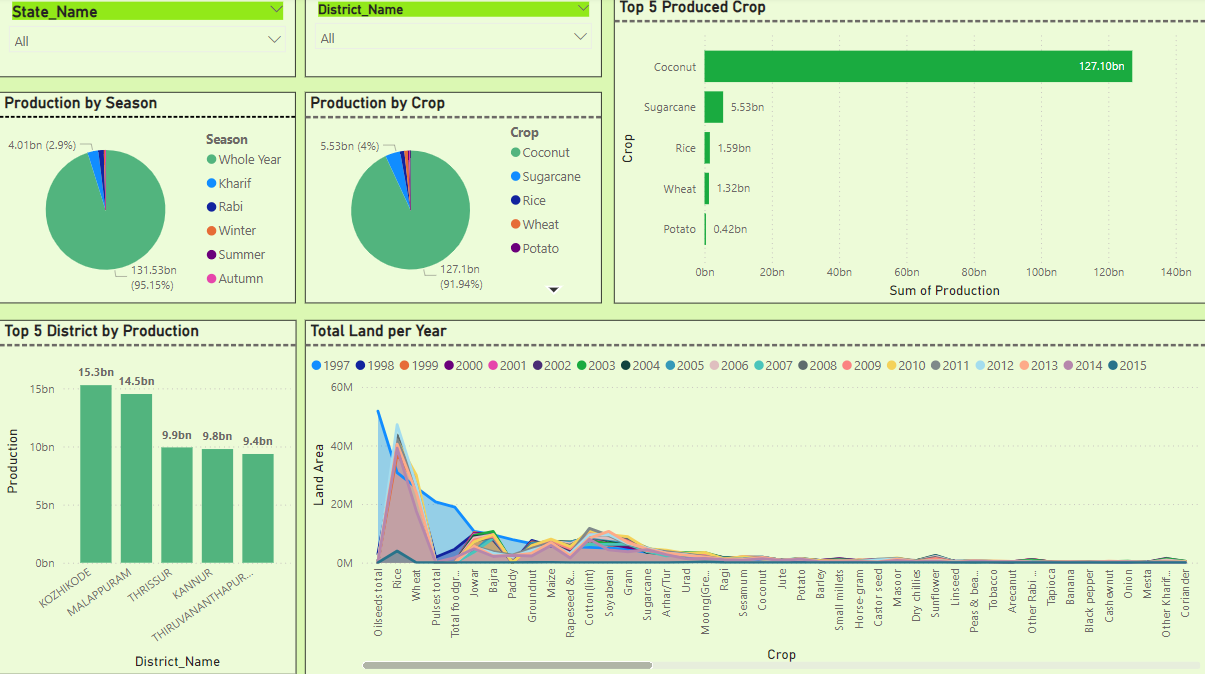 State_Name
All
District_Name
All
Top 5 Produced Crop
Coconut
Sugarcane
Rice
Wheat
Potato
127.10bn
5.53bn
1.59bn
1.32bn
0.42bn
0bn 20bn 40bn 60bn 80bn 100bn 120bn 140bn
Sum of Production
Crop
Production by Season
4.01bn (2.9%)
131.53bn
(95.15%)
Season
Whole Year
Kharif
Rabi
Winter
Summer
Autumn
Production by Crop
5.53bn (4%)
127.1bn
(91.94%)
Crop
Coconut
Sugarcane
Rice
Wheat
Potato
Top 5 District by Production
15.3bn
14.5bn
9.9bn
9.8bn
9.4bn
15bn
10bn
5bn
0bn
Production
KOZHIKODE
MALAPPURAM
THRISSUR
KANNUR
THIRUVANANTHAPUR...
District_Name
Total Land per Year
1997 1998 1999 2000 2001 2002 2003 2004 2005 2006 2007 2008 2009 2010 2011 2012 2013 2014 2015
60M
40M
20M
0M
Land Area
Oilseeds total
Rice
Wheat
Pulses total
Total foodgr...
Jowar
Bajra
Paddy
Groundnut
Maize
Rapeseed &...
Cotton(lint)
Soyabean
Gram
Sugarcane
Arhar/Tur
Urad
Moong(Gre...
Ragi
Sesamum
Coconut
Jute
Potato
Barley
Small millets
Horse-gram
Castor seed
Masoor
Dry chillies
Sunflower
Linseed
Peas & bea...
Tobacco
Arecanut
Other Rabi ...
Tapioca
Banana
Black pepper
Cashewnut
Onion
Mesta
Other Kharif...
Coriander
Crop